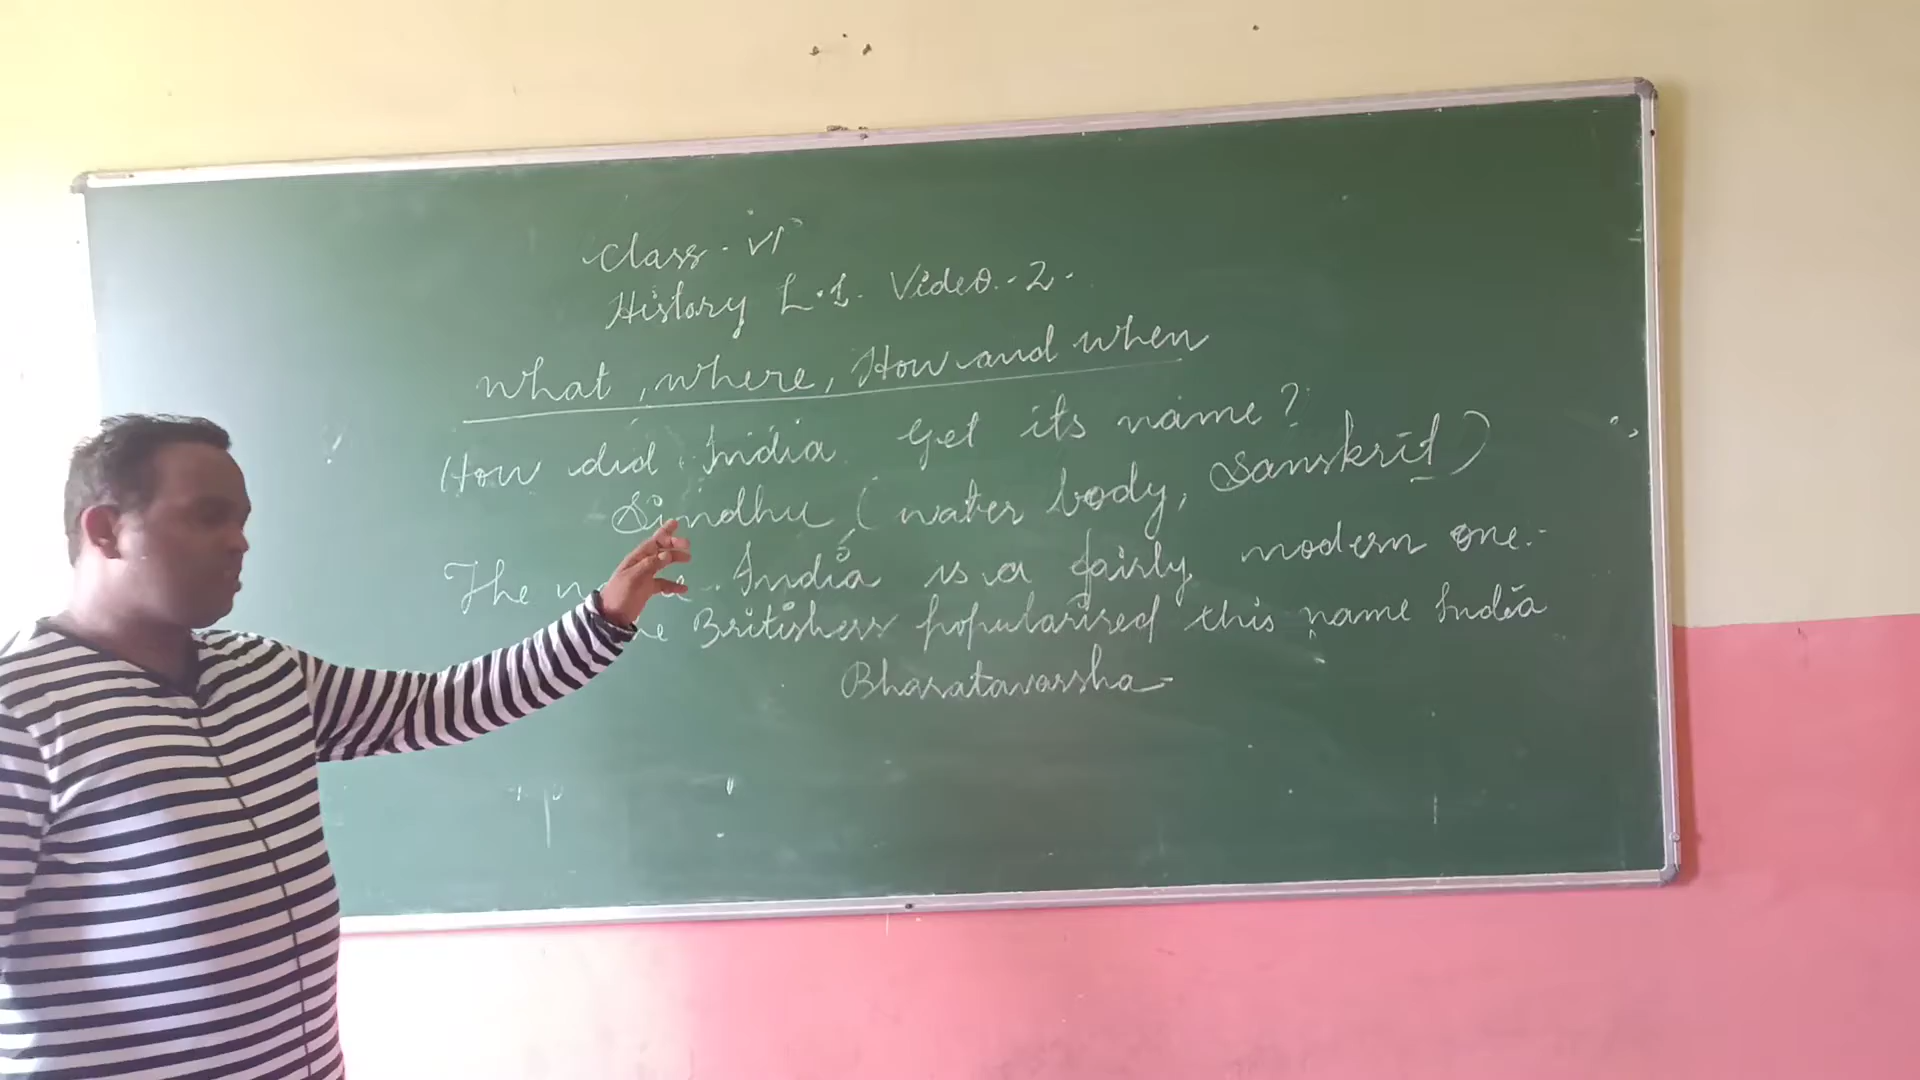 Class - VI
History L.1. Video - 2.
What, where, How and when
How did India get its name?
Sindhu (water body, Sanskrit)
The India is a fairly modern one.
Britishers popularised this name India
Bharatavarsha